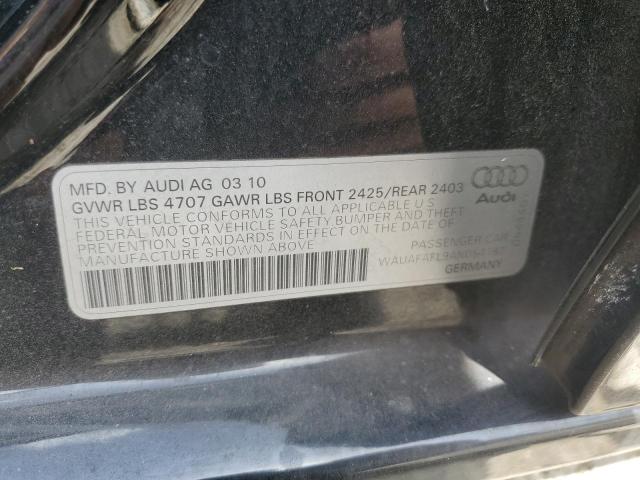 MFD. BY AUDI AG 03 10
GVWR LBS 4707 GAWR LBS FRONT 2425/REAR 2403
THIS VEHICLE CONFORMS TO ALL APPLICABLE U S
FEDERAL MOTOR VEHICLE SAFETY BUMPER AND THEFT
PREVENTION STANDARDS IN EFFECT ON THE DATE OF
MANUFACTURE SHOWN ABOVE
PASSENGER CAR
GERMANY
Audi